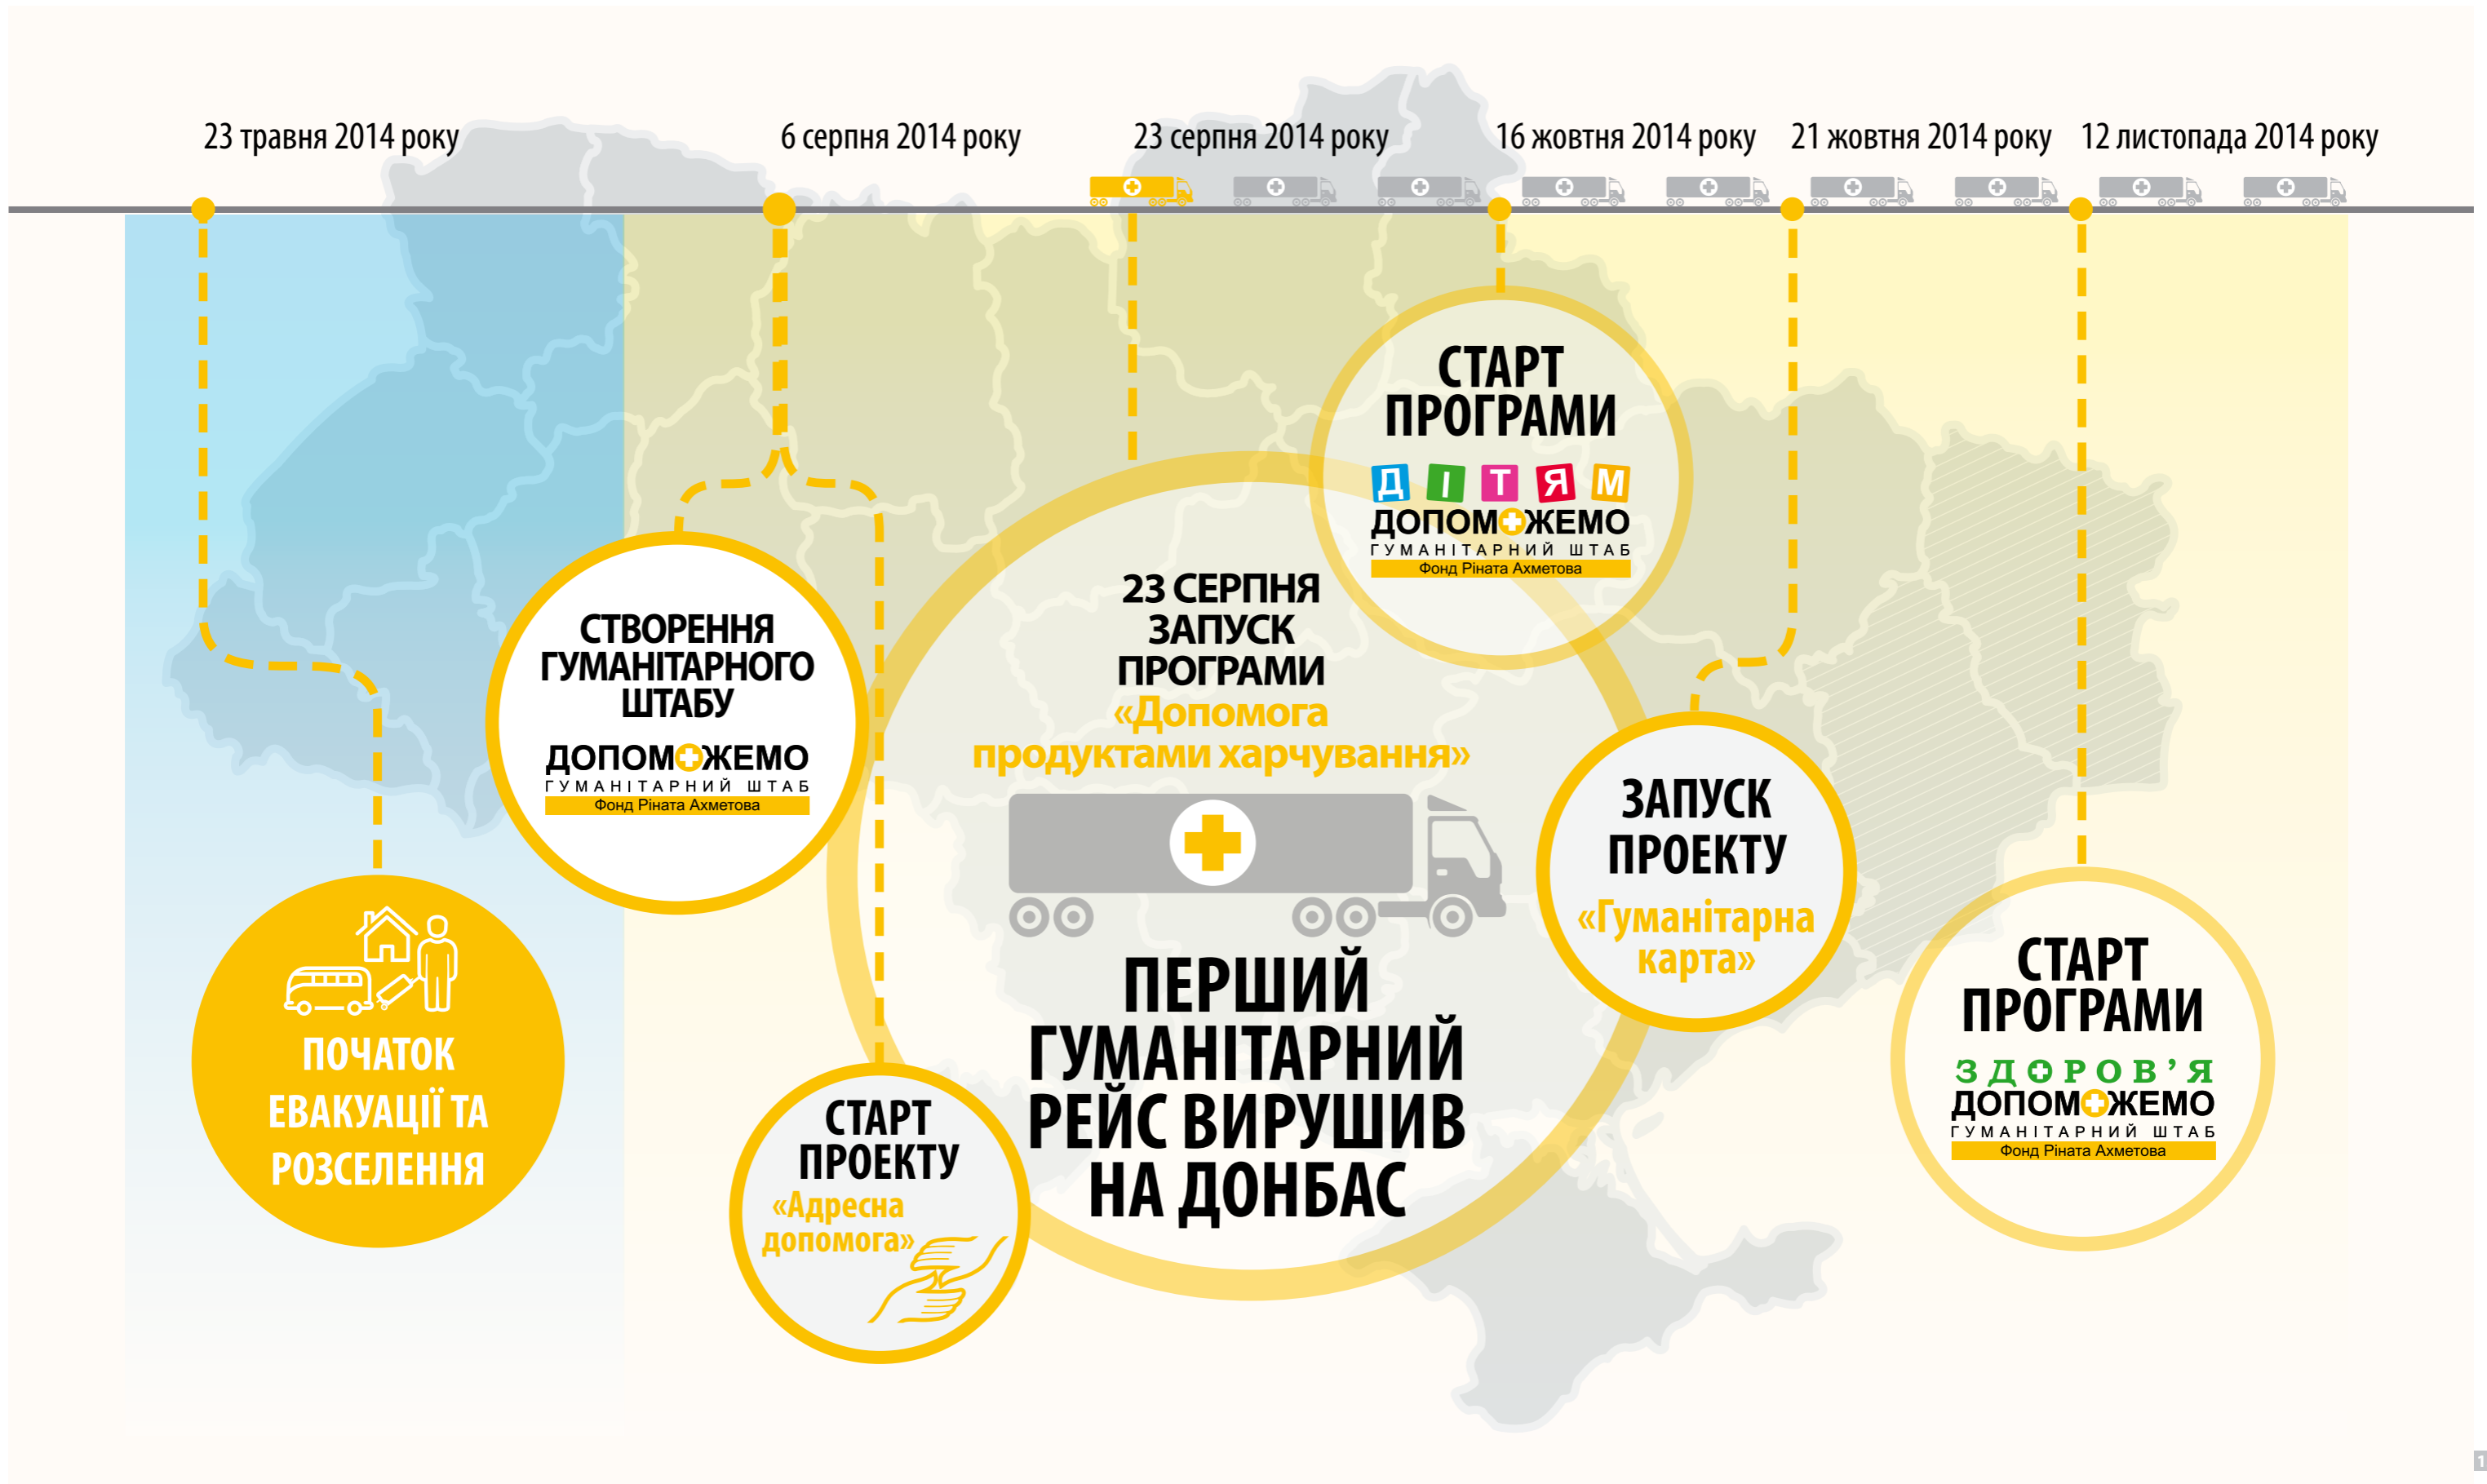 23 травня 2014 року
6 серпня 2014 року
23 серпня 2014 року
16 жовтня 2014 року
21 жовтня 2014 року
12 листопада 2014 року
ПОЧАТОК
ЕВАКУАЦІЇ ТА
РОЗСЕЛЕННЯ
СТВОРЕННЯ
ГУМАНІТАРНОГО
ШТАБУ
ДОПОМОЖЕМО
ГУМАНІТАРНИЙ ШТАБ
Фонд Ріната Ахметова
СТАРТ
ПРОЕКТУ
«Адресна
допомога»
23 СЕРПНЯ
ЗАПУСК
ПРОГРАМИ
«Допомога
продуктами харчування»
ПЕРШИЙ
ГУМАНІТАРНИЙ
РЕЙС ВИРУШИВ
НА ДОНБАС
СТАРТ
ПРОГРАМИ
ДІТЯМ
ДОПОМОЖЕМО
ГУМАНІТАРНИЙ ШТАБ
Фонд Ріната Ахметова
ЗАПУСК
ПРОЕКТУ
«Гуманітарна
карта»
СТАРТ
ПРОГРАМИ
ЗДОРОВ’Я
ДОПОМОЖЕМО
ГУМАНІТАРНИЙ ШТАБ
Фонд Ріната Ахметова
1